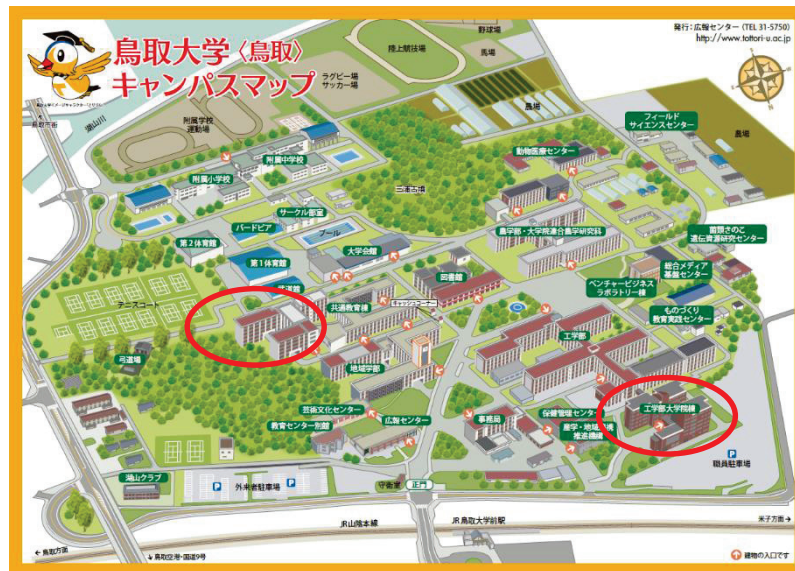 鳥取大学〈鳥取〉
キャンパスマップ
発行：広報センター (TEL 31-5750)
http://www.tottori-u.ac.jp
野球場
陸上競技場
馬場
ラグビー場
サッカー場
鳥取市街
湖山川
附属学校
運動場
農場
フィールド
サイエンスセンター
農場
N
附属中学校
附属小学校
動物医療センター
三浦古墳
サークル部室
バードピア
プール
第2体育館
大学会館
農学部・大学院連合農学研究科
菌類きのこ
遺伝資源研究センター
第1体育館
図書館
総合メディア
基盤センター
武道館
ベンチャービジネス
ラボラトリー棟
テニスコート
共通教育棟
キャッシュコーナー
ものづくり
教育実践センター
工学部
弓道場
地域学部
工学部大学院棟
芸術文化センター
広報センター
事務局
保健管理センター
教育センター別館
産学・地域連携
推進機構
P
職員駐車場
湖山クラブ
P
外来者駐車場
P
守衛室
正門
JR山陰本線
JR鳥取大学前駅
米子方面→
←鳥取方面
↓鳥取空港・国道9号
建物の入口です